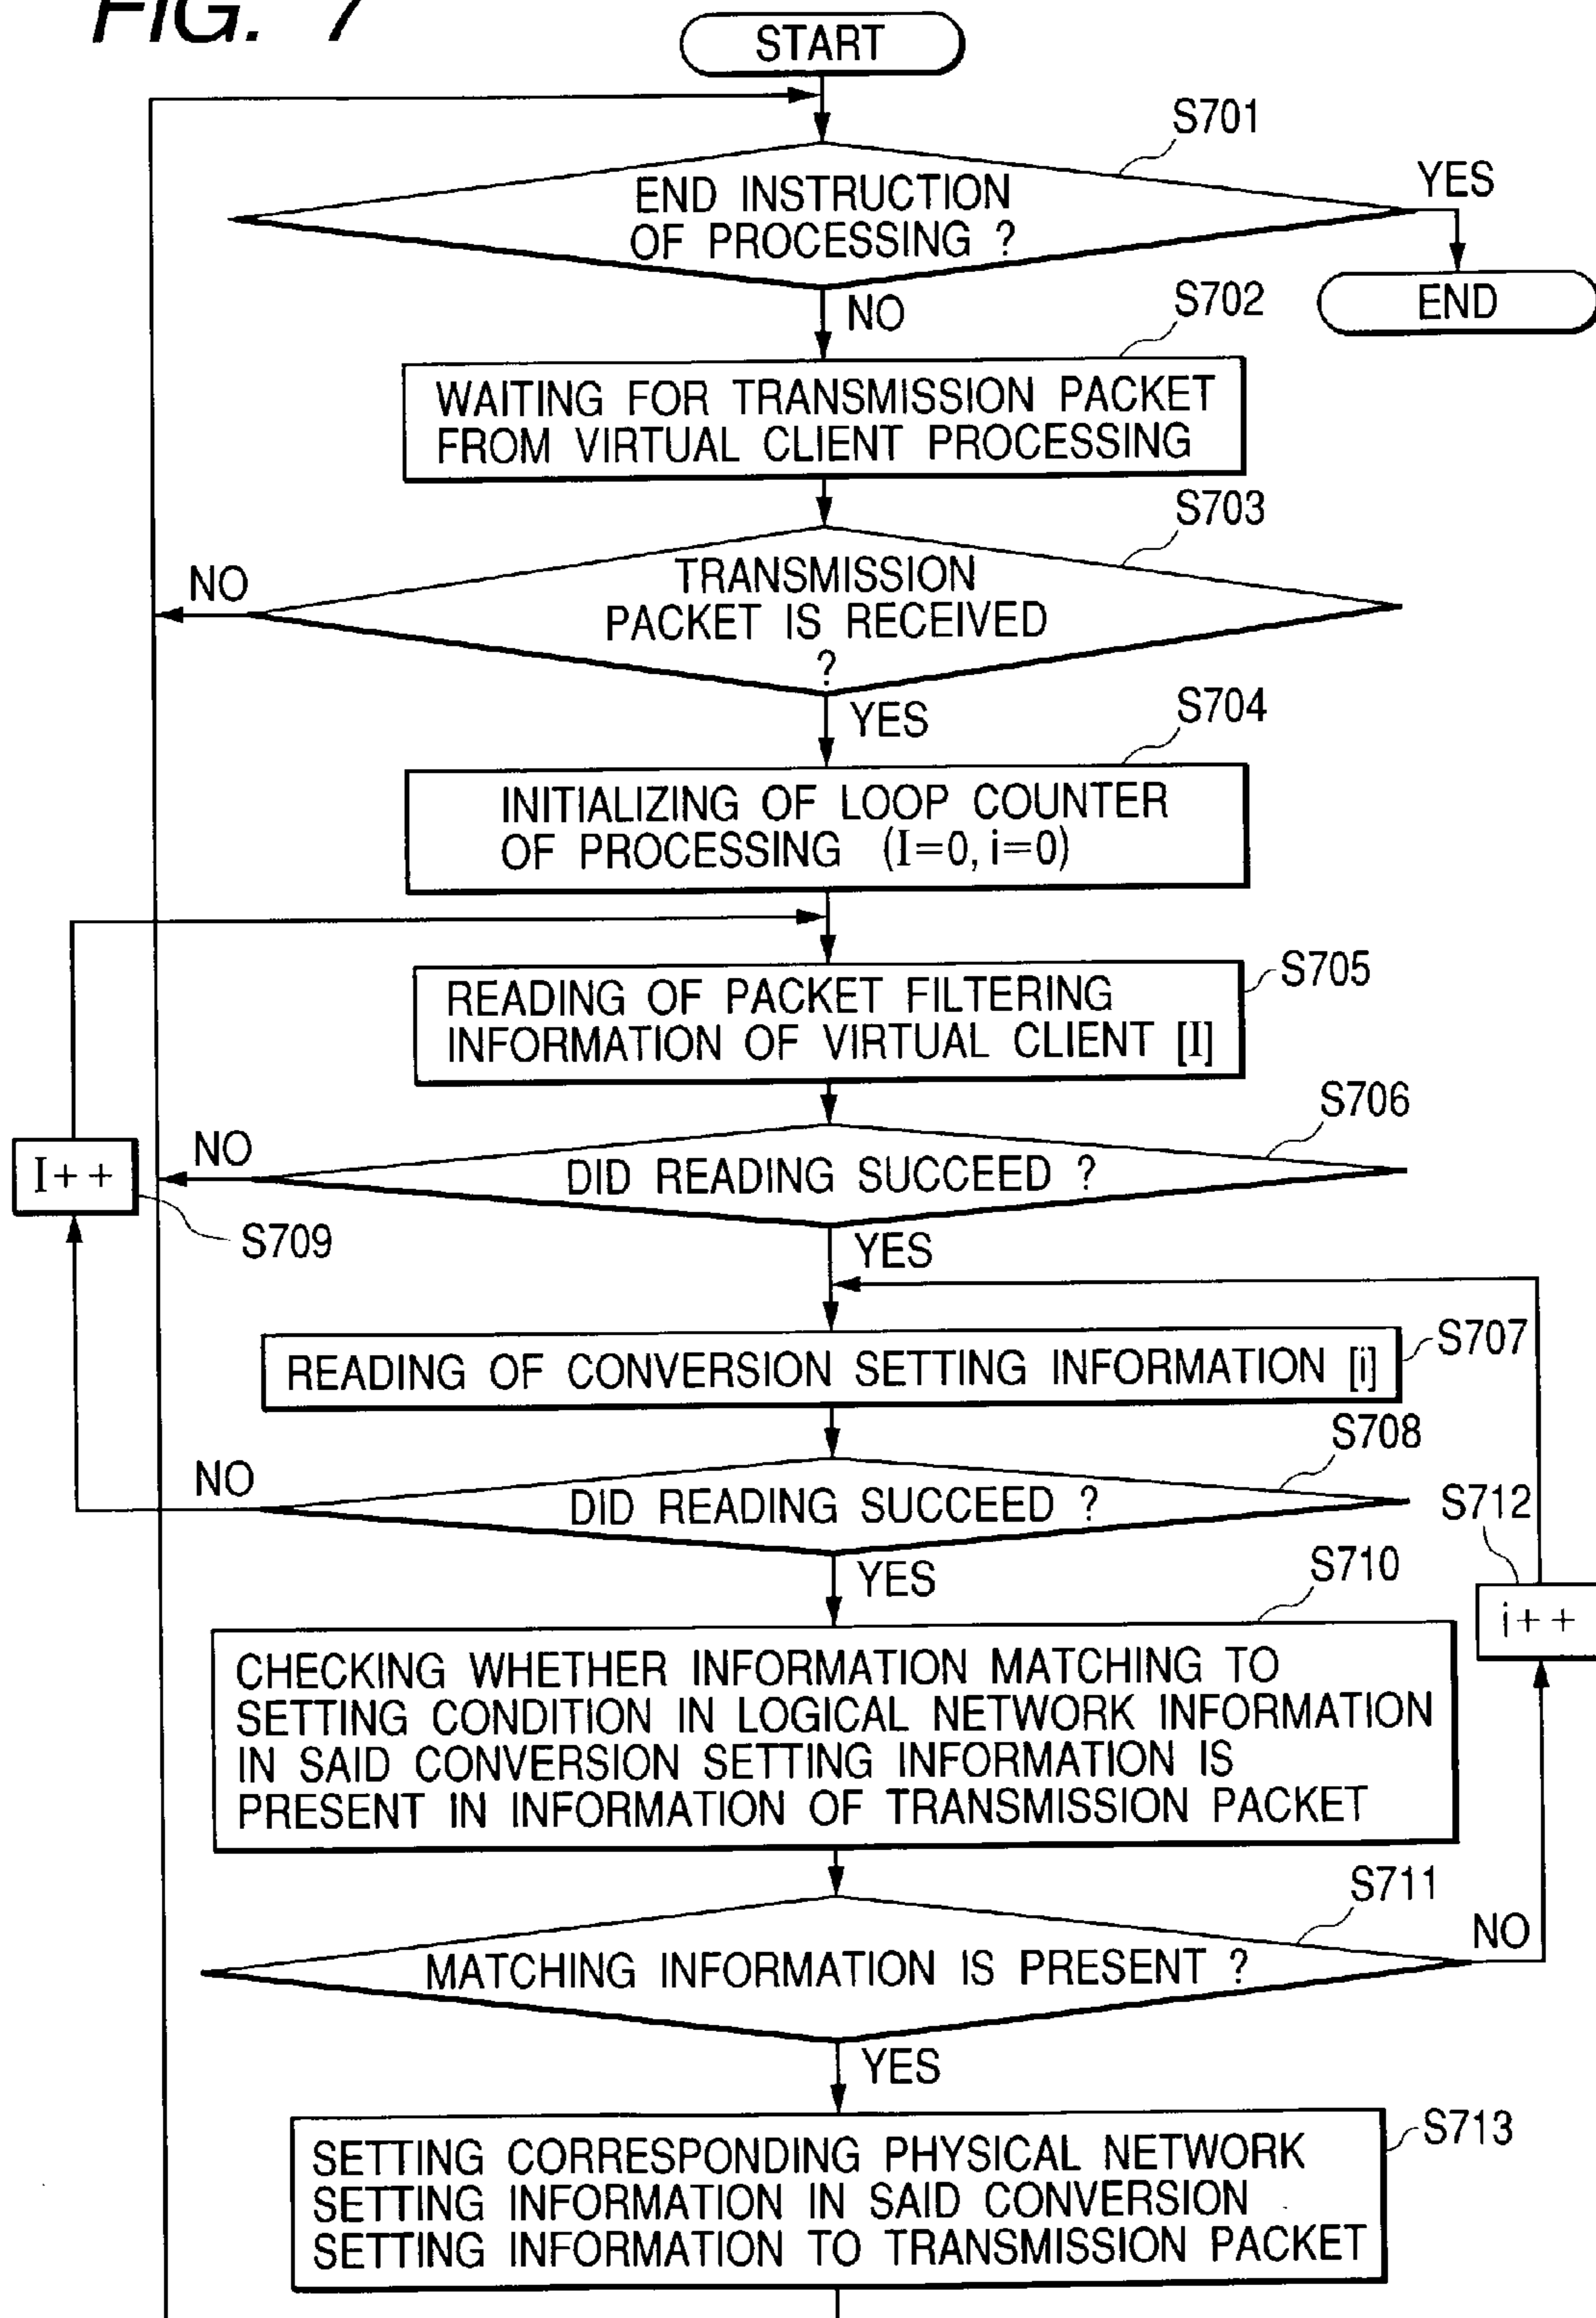 FIG. 7
START
S701
END INSTRUCTION
OF PROCESSING ?
YES
END
NO
S702
WAITING FOR TRANSMISSION PACKET
FROM VIRTUAL CLIENT PROCESSING
S703
TRANSMISSION
PACKET IS RECEIVED
?
NO
YES
S704
INITIALIZING OF LOOP COUNTER
OF PROCESSING (I=0, i=0)
S705
READING OF PACKET FILTERING
INFORMATION OF VIRTUAL CLIENT [I]
S706
DID READING SUCCEED ?
NO
I++
S709
YES
S707
READING OF CONVERSION SETTING INFORMATION [i]
S708
DID READING SUCCEED ?
NO
S712
YES
S710
i++
CHECKING WHETHER INFORMATION MATCHING TO
SETTING CONDITION IN LOGICAL NETWORK INFORMATION
IN SAID CONVERSION SETTING INFORMATION IS
PRESENT IN INFORMATION OF TRANSMISSION PACKET
S711
NO
MATCHING INFORMATION IS PRESENT ?
YES
S713
SETTING CORRESPONDING PHYSICAL NETWORK
SETTING INFORMATION IN SAID CONVERSION
SETTING INFORMATION TO TRANSMISSION PACKET